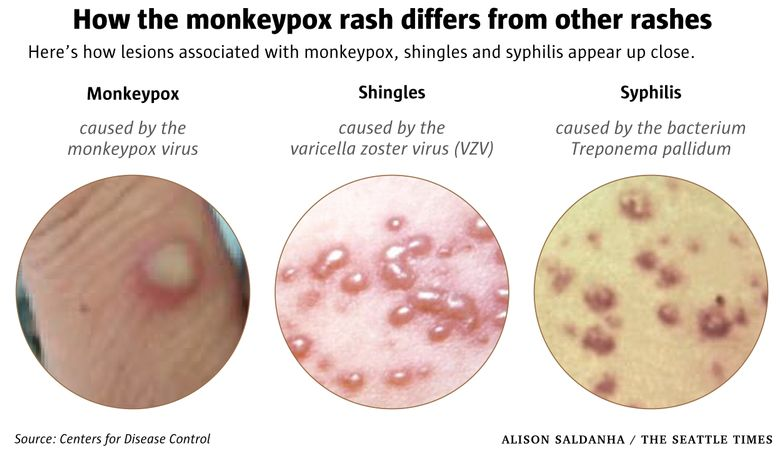 How the monkeypox rash differs from other rashes
Here's how lesions associated with monkeypox, shingles and syphilis appear up close.
Monkeypox
caused by the
monkeypox virus
Shingles
caused by the
varicella zoster virus (VZV)
Syphilis
caused by the bacterium
Treponema pallidum
Source: Centers for Disease Control
ALISON SALDANHA / THE SEATTLE TIMES